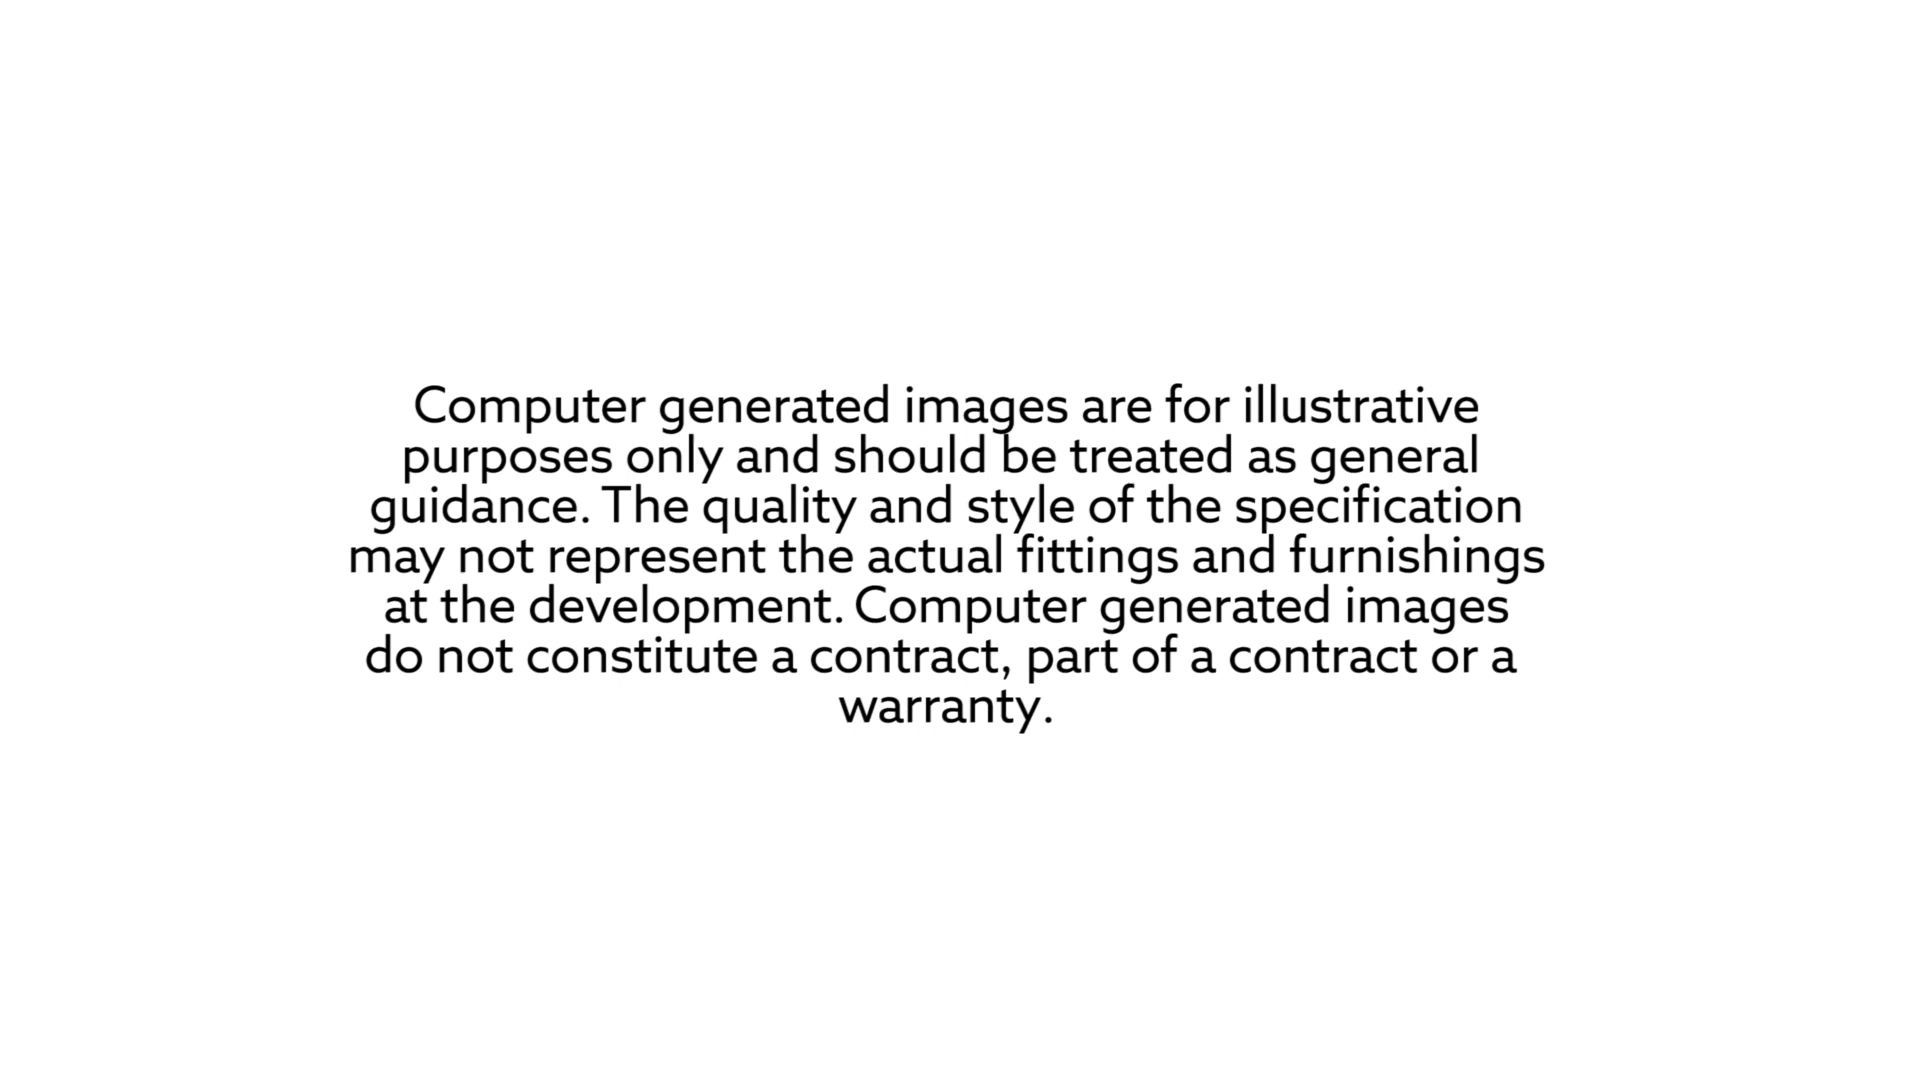 Computer generated images are for illustrative
purposes only and should be treated as general
guidance. The quality and style of the specification
may not represent the actual fittings and furnishings
at the development. Computer generated images
do not constitute a contract, part of a contract or a
warranty.